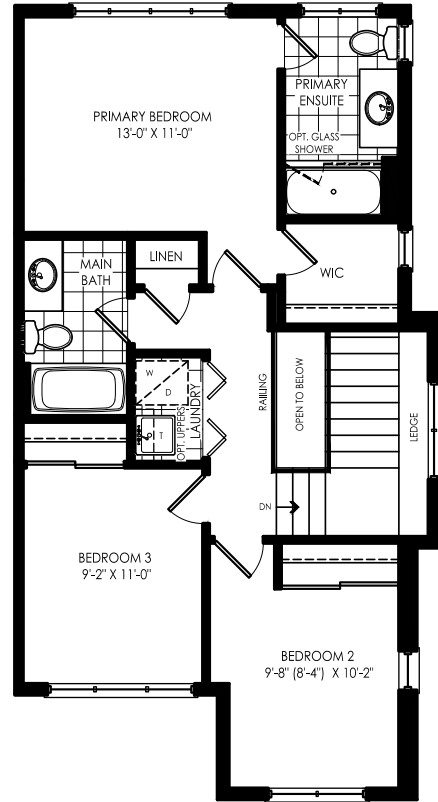 PRIMARY BEDROOM
13'-0" X 11'-0"
PRIMARY
ENSUITE
OPT. GLASS
SHOWER
MAIN
BATH
LINEN
WIC
W
D
T
OPT. UPPERS
LAUNDRY
RAILING
OPEN TO BELOW
LEDGE
DN
BEDROOM 3
9'-2" X 11'-0"
BEDROOM 2
9'-8" (8'-4") X 10'-2"